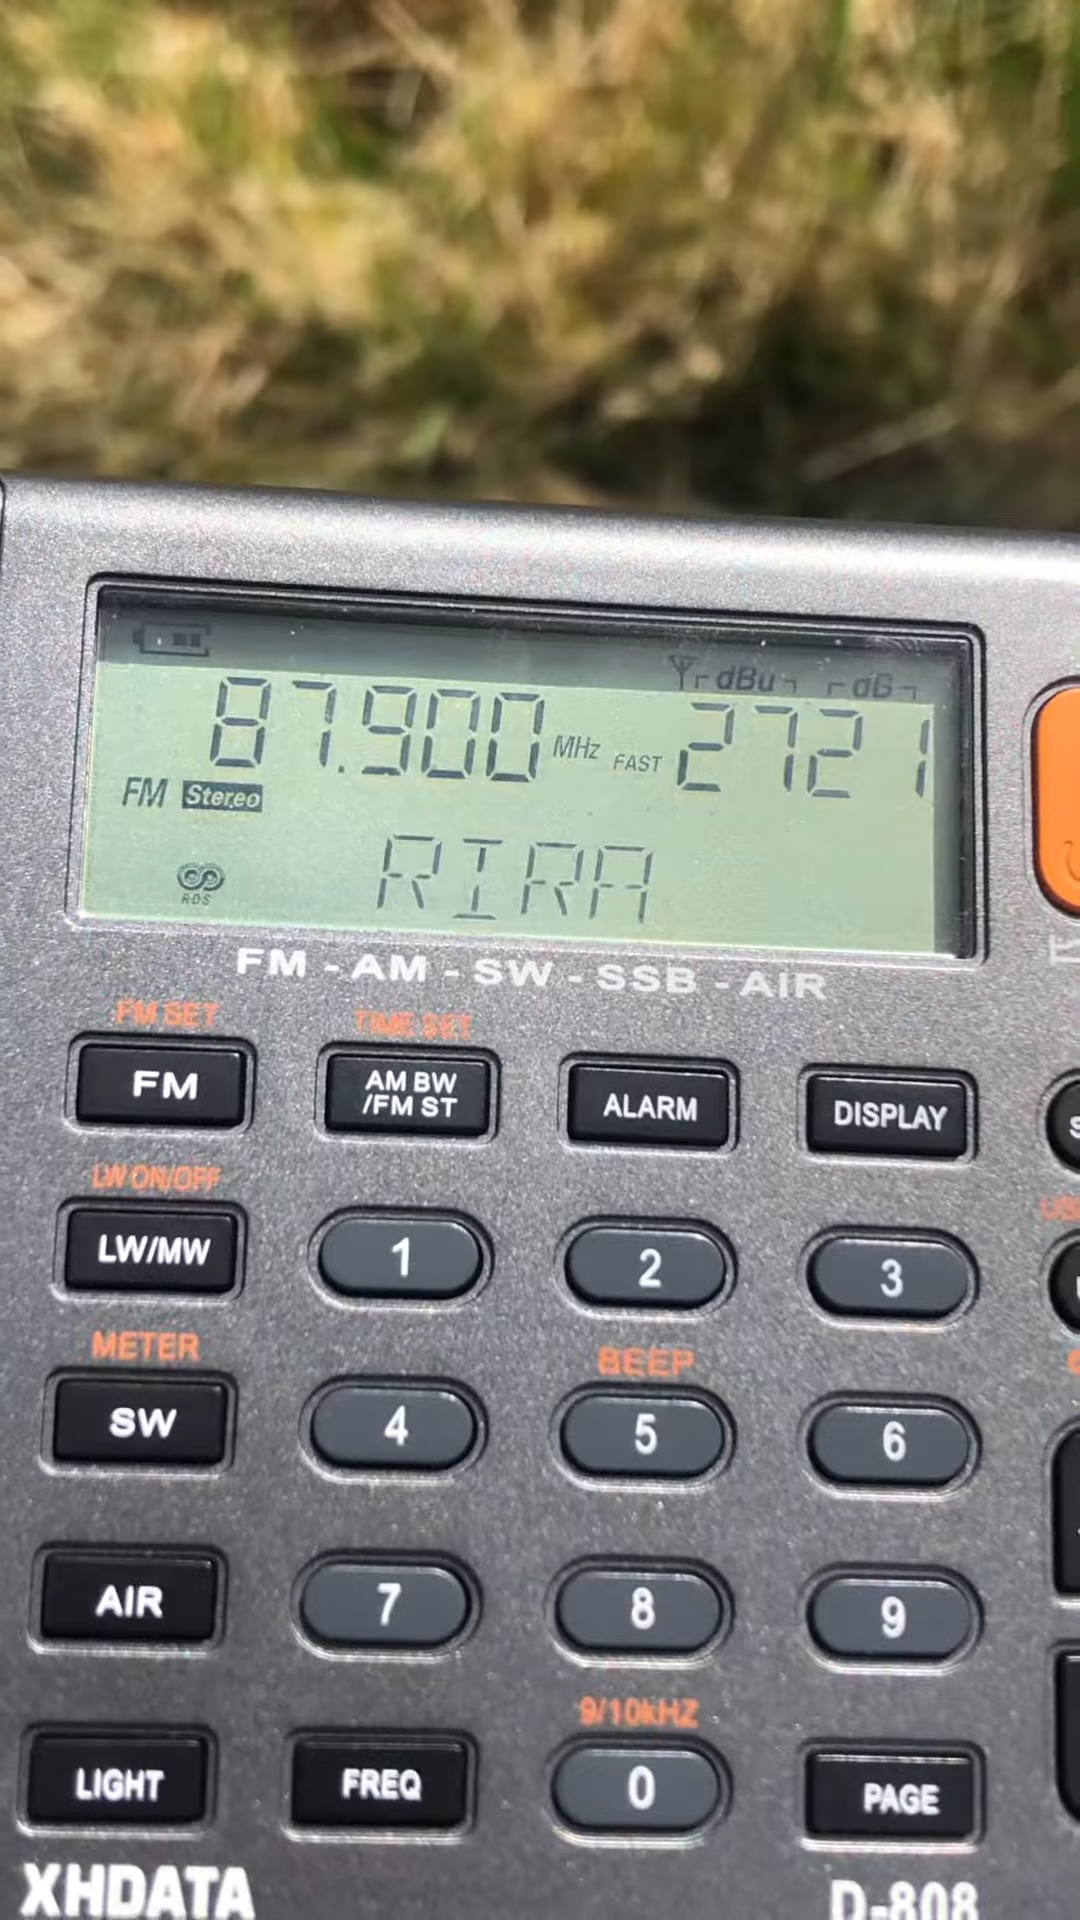 dBu dB
87.900 MHz FAST 27 21
FM Stereo
RDS RIRA
FM - AM - SW - SSB - AIR
FM SET TIME SET
FM AM BW /FM ST ALARM DISPLAY
LW ON/OFF
LW/MW 1 2 3
METER BEEP
SW 4 5 6
AIR 7 8 9
9/10kHZ
LIGHT FREQ 0 PAGE
XHDATA D-808